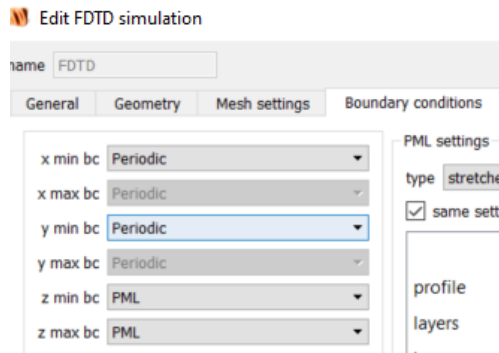 Edit FDTD simulation
name FDTD
General Geometry Mesh settings Boundary conditions
PML settings
x min bc Periodic
type
x max bc Periodic
same
y min bc Periodic
y max bc Periodic
z min bc PML
profile
z max bc PML
layers